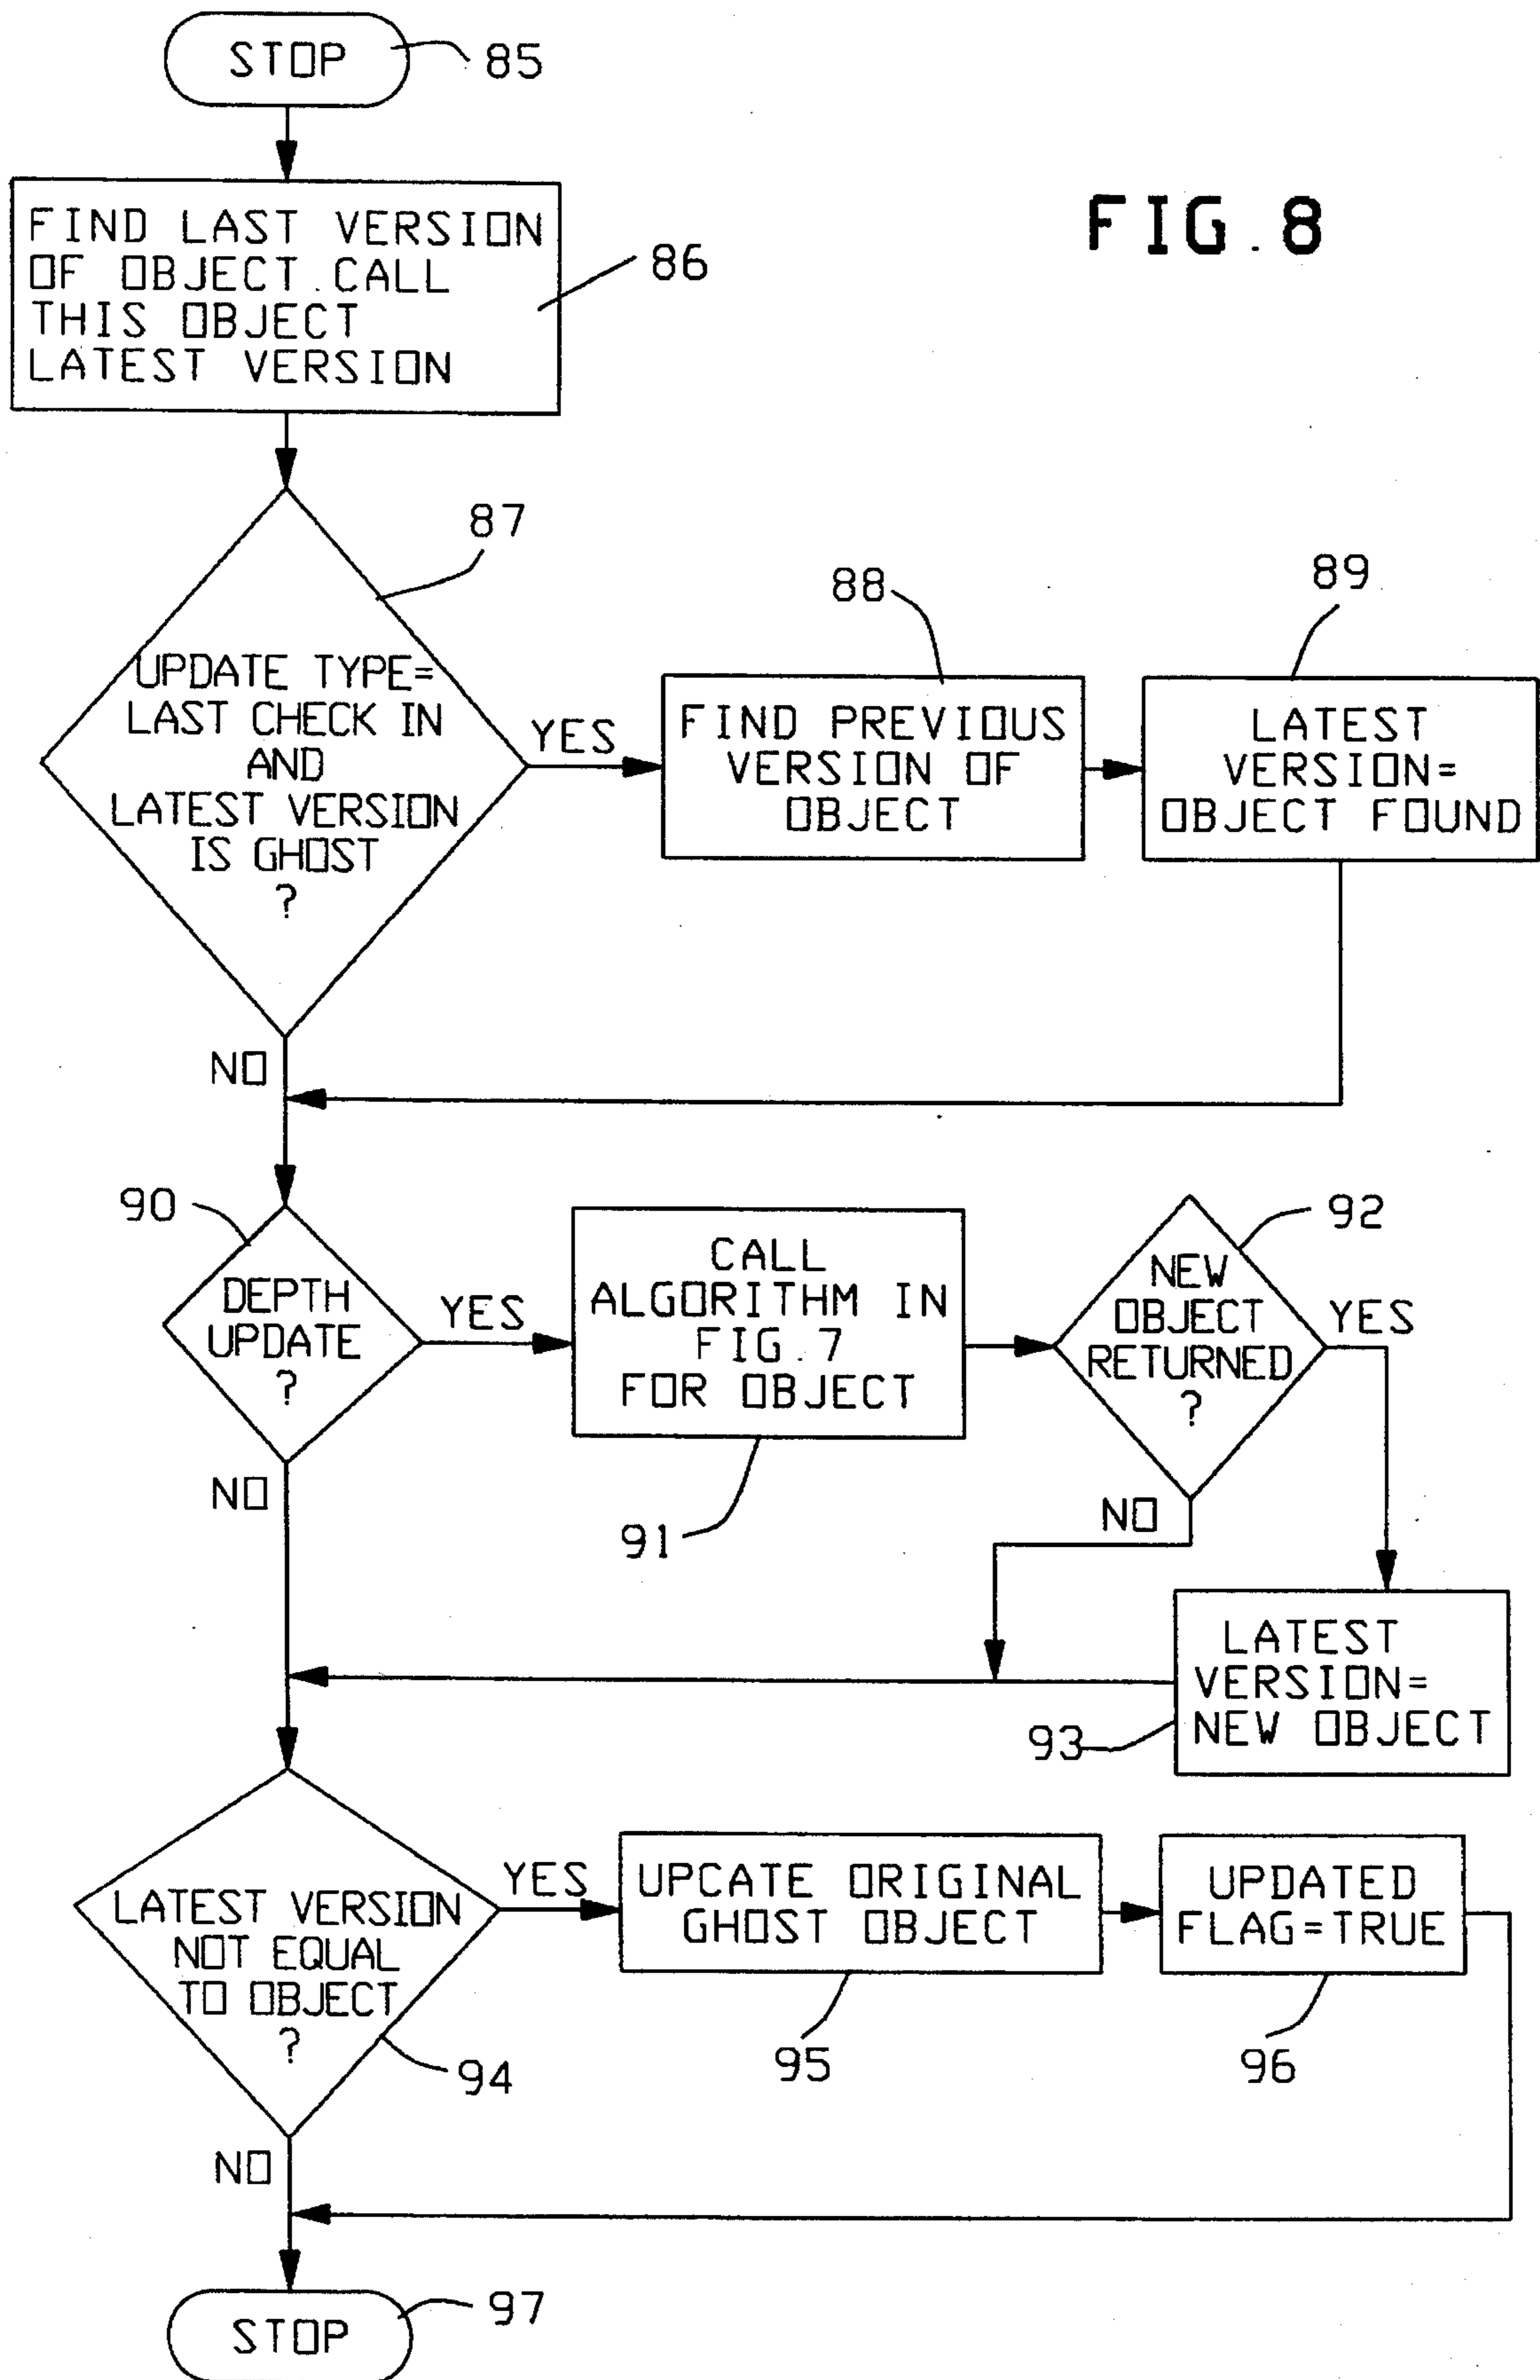 STOP
85
FIG.8
FIND LAST VERSION
OF OBJECT.CALL
THIS OBJECT
LATEST VERSION
86
87
UPDATE TYPE=
LAST CHECK IN
AND
LATEST VERSION
IS GHOST
?
YES
NO
88
FIND PREVIOUS
VERSION OF
OBJECT
89
LATEST
VERSION=
OBJECT FOUND
90
DEPTH
UPDATE
?
YES
NO
CALL
ALGORITHM IN
FIG.7
FOR OBJECT
91
92
NEW
OBJECT
RETURNED
?
YES
NO
LATEST
VERSION=
NEW OBJECT
93
LATEST VERSION
NOT EQUAL
TO OBJECT
?
94
YES
NO
UPCATE ORIGINAL
GHOST OBJECT
95
UPDATED
FLAG=TRUE
96
STOP
97